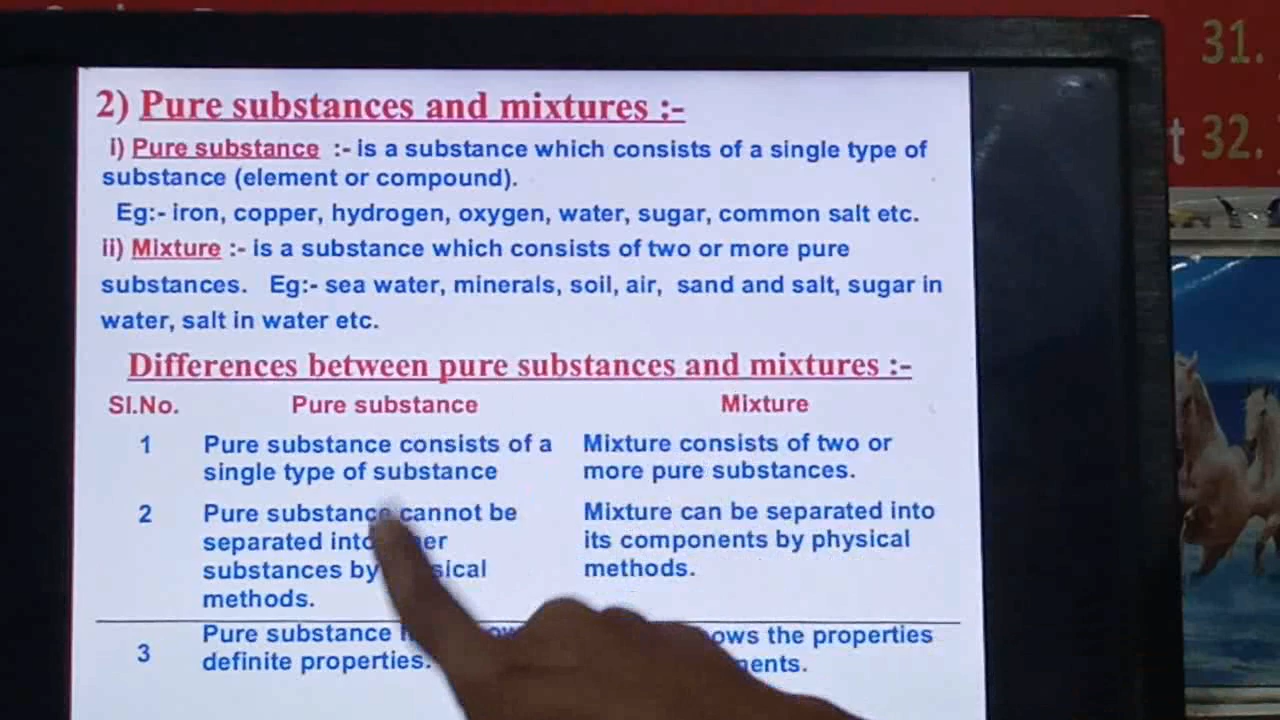 31.
t 32.
2) Pure substances and mixtures :-
i) Pure substance :- is a substance which consists of a single type of
substance (element or compound).
Eg:- iron, copper, hydrogen, oxygen, water, sugar, common salt etc.
ii) Mixture :- is a substance which consists of two or more pure
substances. Eg:- sea water, minerals, soil, air, sand and salt, sugar in
water, salt in water etc.
Differences between pure substances and mixtures :-
Sl.No. Pure substance Mixture
1 Pure substance consists of a Mixture consists of two or
single type of substance more pure substances.
2 Pure substance cannot be Mixture can be separated into
separated into its components by physical
substances by methods.
methods.
3 Pure substance the properties
definite properties.